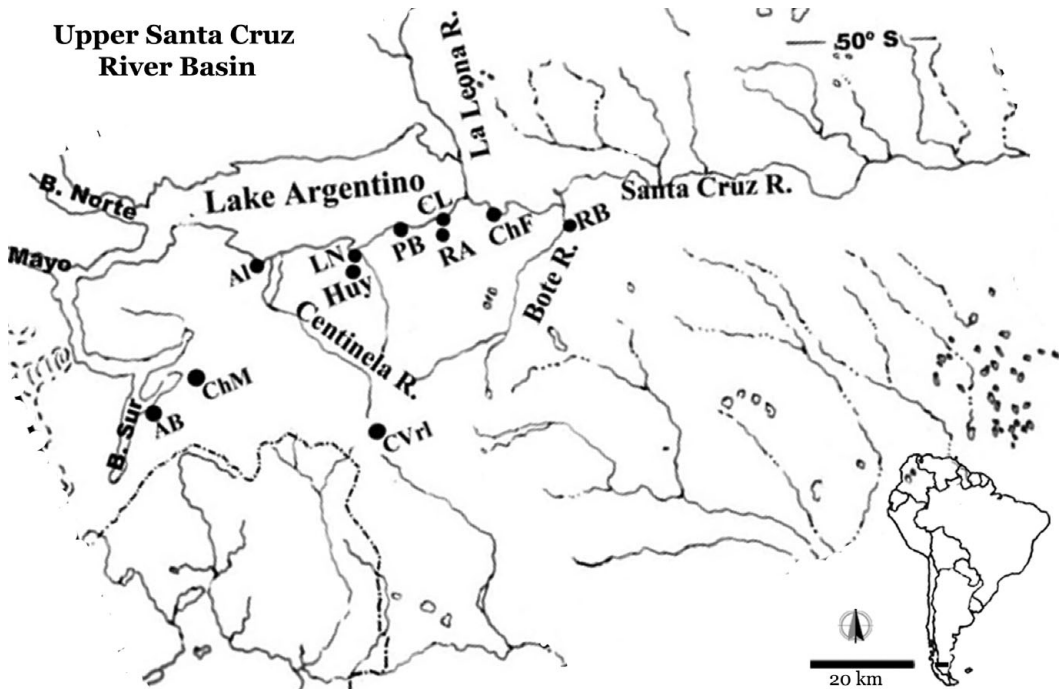 Upper Santa Cruz
River Basin
50º S
La Leona R.
B. Norte
Lake Argentino
Santa Cruz R.
CL
Mayo
Al
LN
PB
RA
ChF
RB
Huy
Bote R.
Centinela R.
ChM
B. Sur
AB
CVrl
20 km